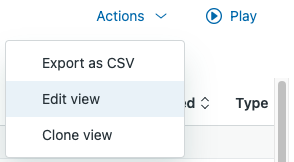 Actions
Play
Export as CSV
Edit view
Clone view
ed
Type